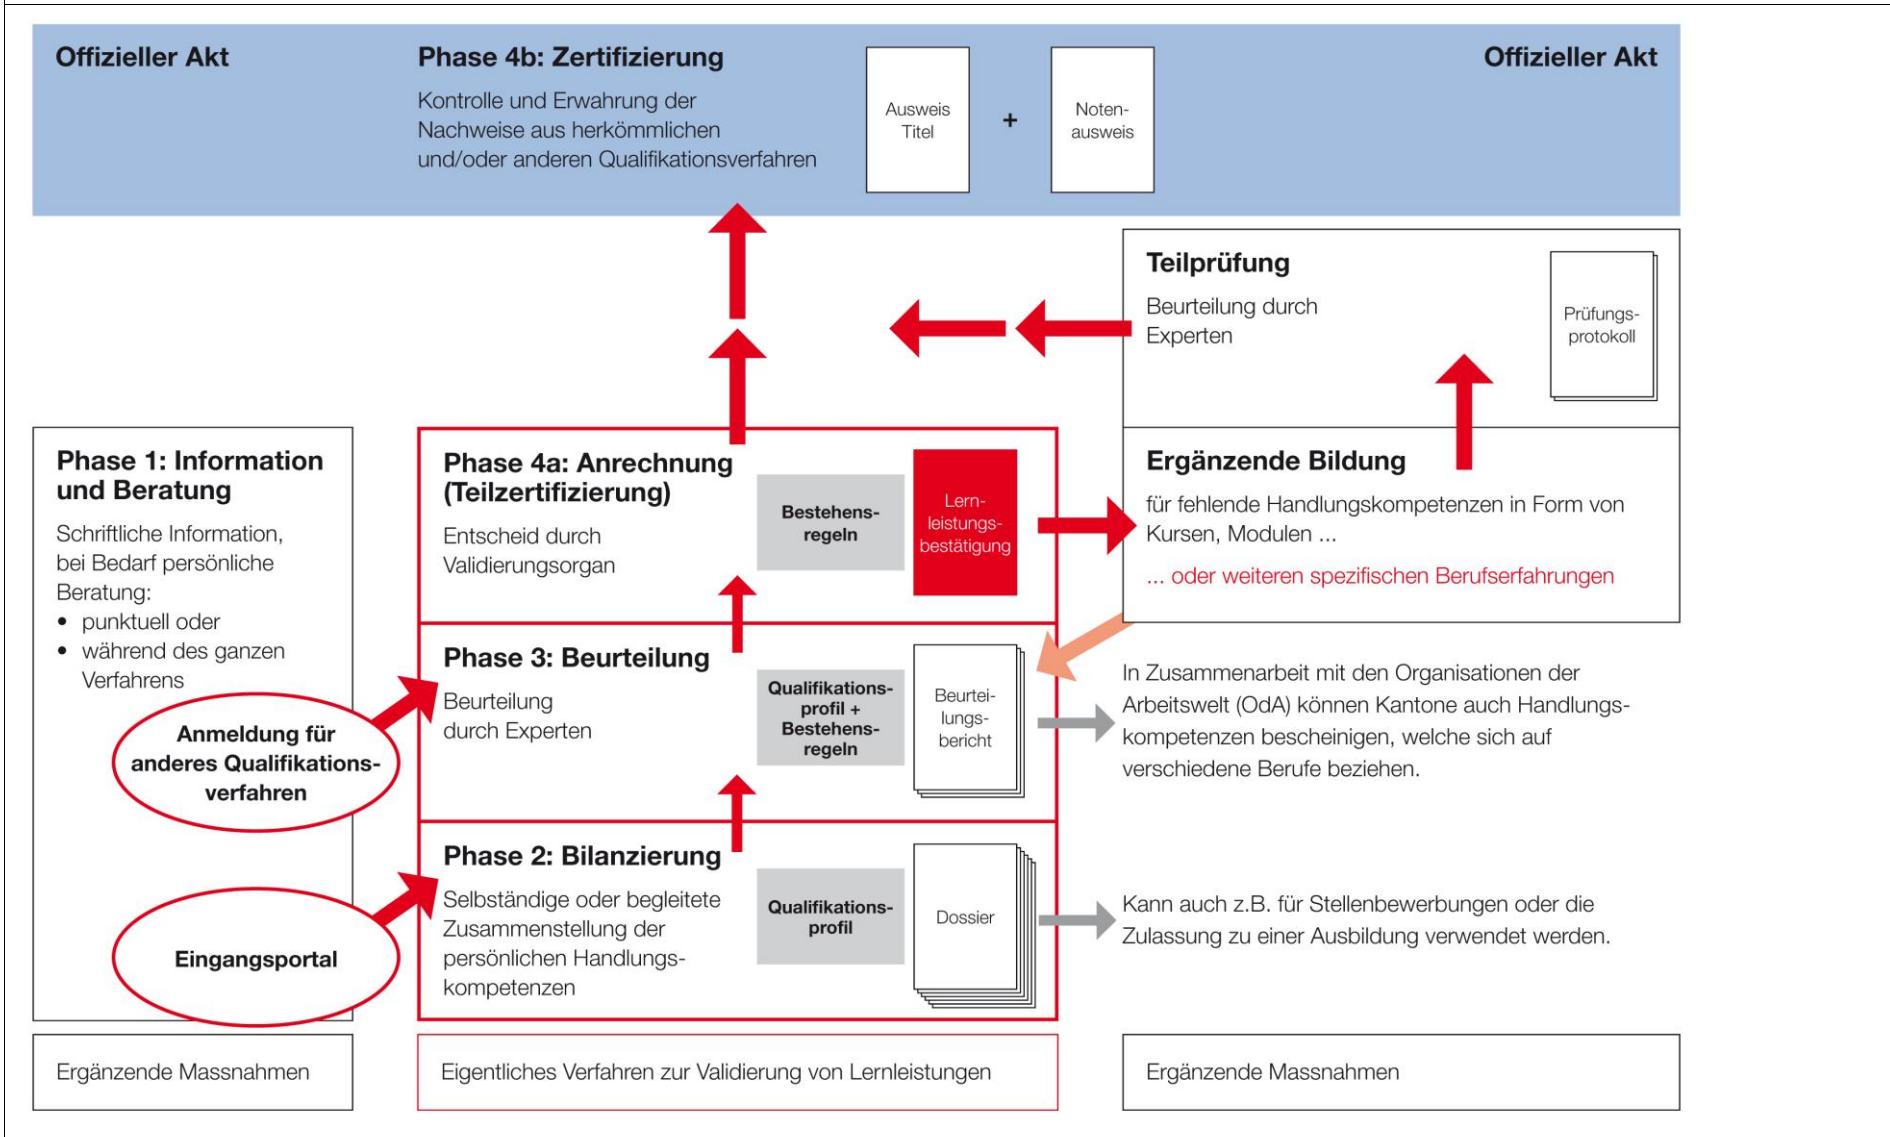 Offizieller Akt
Phase 4b: Zertifizierung
Kontrolle und Erwahrung der
Nachweise aus herkömmlichen
und/oder anderen Qualifikationsverfahren
Ausweis
Titel
+
Noten-
ausweis
Offizieller Akt
Teilprüfung
Beurteilung durch
Experten
Prüfungs-
protokoll
Phase 1: Information
und Beratung
Schriftliche Information,
bei Bedarf persönliche
Beratung:
• punktuell oder
• während des ganzen
Verfahrens
Anmeldung für
anderes Qualifikations-
verfahren
Eingangsportal
Phase 4a: Anrechnung
(Teilzertifizierung)
Entscheid durch
Validierungsorgan
Bestehens-
regeln
Lern-
leistungs-
bestätigung
Ergänzende Bildung
für fehlende Handlungskompetenzen in Form von
Kursen, Modulen ...
... oder weiteren spezifischen Berufserfahrungen
Phase 3: Beurteilung
Beurteilung
durch Experten
Qualifikations-
profil +
Bestehens-
regeln
Beurtei-
lungs-
bericht
In Zusammenarbeit mit den Organisationen der
Arbeitswelt (OdA) können Kantone auch Handlungs-
kompetenzen bescheinigen, welche sich auf
verschiedene Berufe beziehen.
Phase 2: Bilanzierung
Selbständige oder begleitete
Zusammenstellung der
persönlichen Handlungs-
kompetenzen
Qualifikations-
profil
Dossier
Kann auch z.B. für Stellenbewerbungen oder die
Zulassung zu einer Ausbildung verwendet werden.
Ergänzende Massnahmen
Eigentliches Verfahren zur Validierung von Lernleistungen
Ergänzende Massnahmen